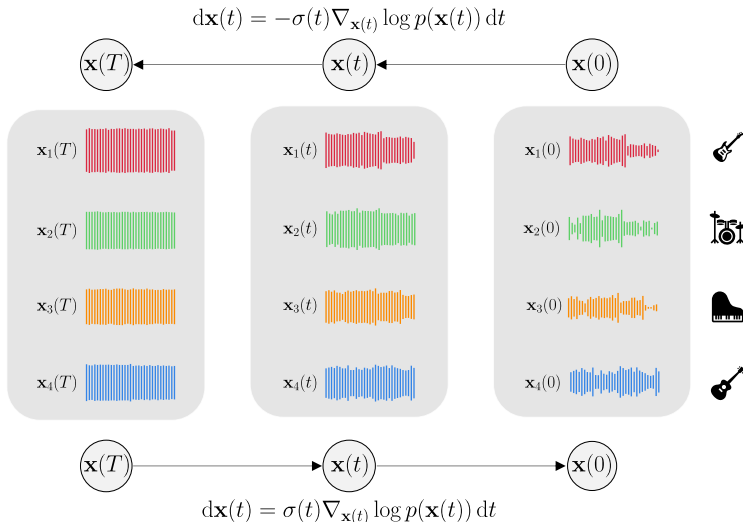 dx(t) = −σ(t)∇x(t) log p(x(t)) dt
x(T) x(t) x(0)
x1(T) x1(t) x1(0)
x2(T) x2(t) x2(0)
x3(T) x3(t) x3(0)
x4(T) x4(t) x4(0)
x(T) x(t) x(0)
dx(t) = σ(t)∇x(t) log p(x(t)) dt